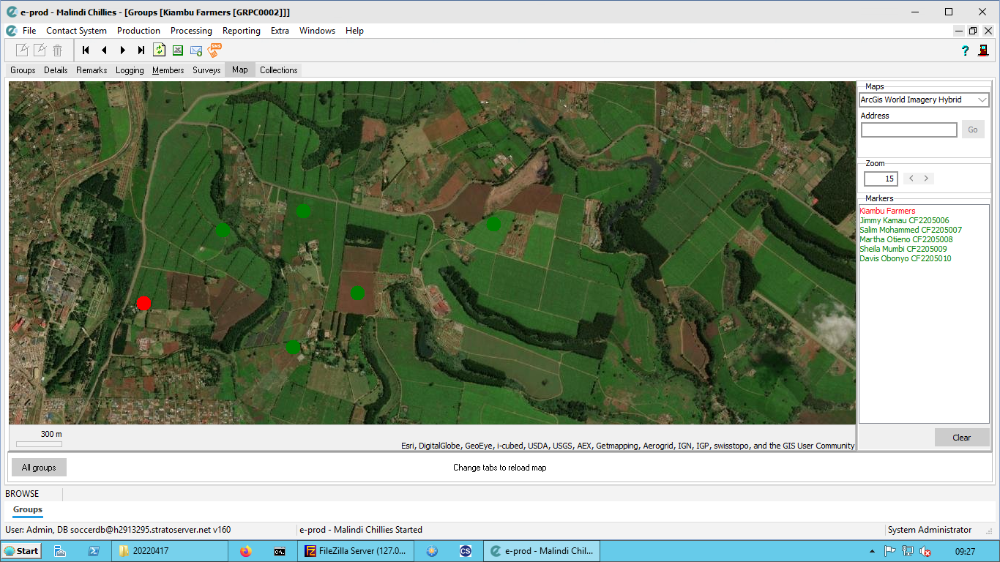 e-prod - Malindi Chillies - [Groups [Kiambu Farmers [GRPC0002]]]
File Contact System Production Processing Reporting Extra Windows Help
SMS
?
Groups Details Remarks Logging Members Surveys Map Collections
Maps
ArcGis World Imagery Hybrid
Address
Go
Zoom
15 < >
Markers
Kiambu Farmers
Jimmy Kamau CF2205006
Salim Mohammed CF2205007
Martha Otieno CF2205008
Sheila Mumbi CF2205009
Davis Obonyo CF2205010
Clear
300 m
Esri, DigitalGlobe, GeoEye, i-cubed, USDA, USGS, AEX, Getmapping, Aerogrid, IGN, IGP, swisstopo, and the GIS User Community
All groups
Change tabs to reload map
BROWSE
Groups
User: Admin, DB soccerdb@h2913295.stratoserver.net v160 e-prod - Malindi Chillies Started System Administrator
Start 20220417 FileZilla Server (127.0... CS e-prod - Malindi Chil... 09:27